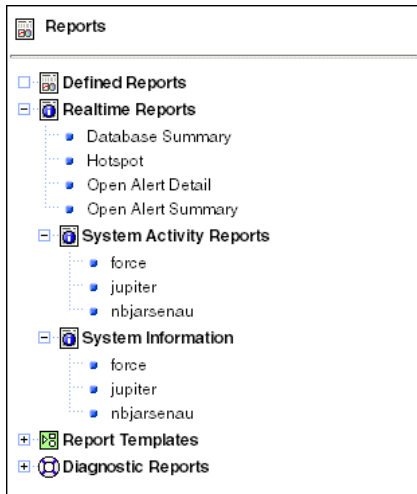 Reports
Defined Reports
Realtime Reports
Database Summary
Hotspot
Open Alert Detail
Open Alert Summary
System Activity Reports
force
jupiter
nbjarsenau
System Information
force
jupiter
nbjarsenau
Report Templates
Diagnostic Reports